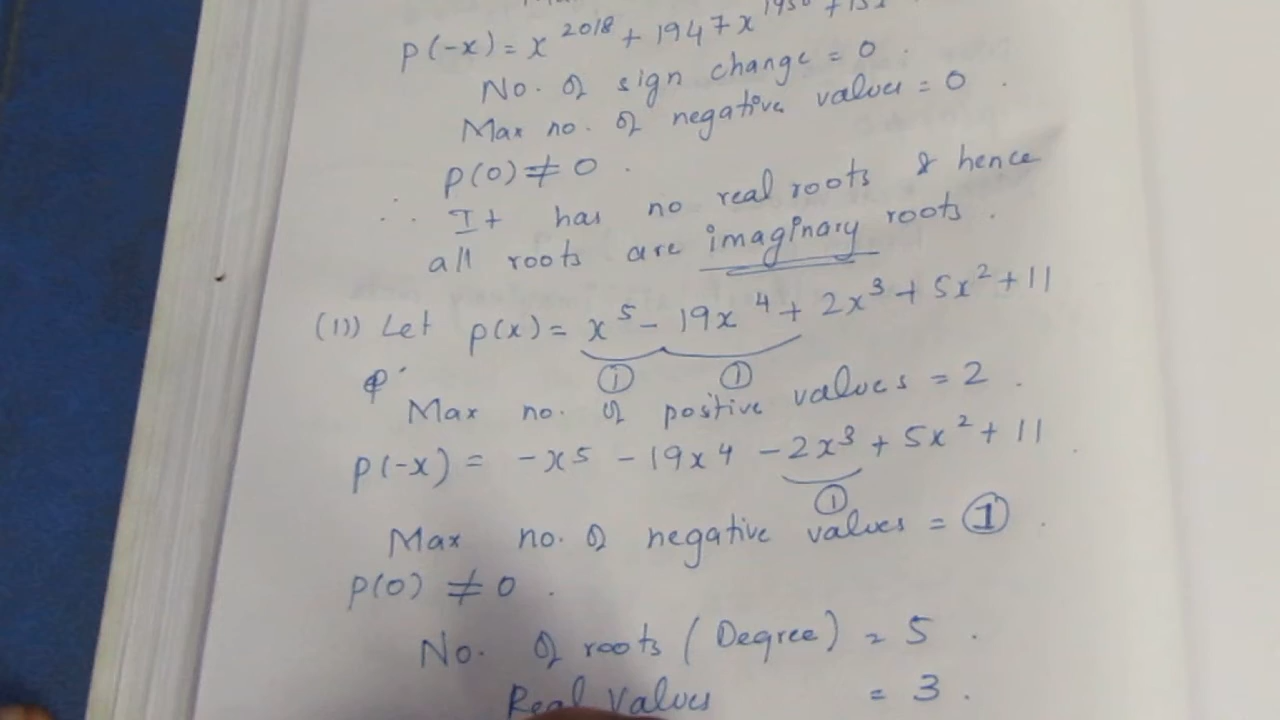 P(-x) = x^2018 + 1947x
No. of sign change = 0.
Max no. of negative values = 0.
P(0) ≠ 0.
∴ It has no real roots & hence
all roots are imaginary roots.
(ii) Let p(x) = x^5 - 19x^4 + 2x^3 + 5x^2 + 11
① ①
Max no. of positive values = 2.
P(-x) = -x^5 - 19x^4 - 2x^3 + 5x^2 + 11
①
Max no. of negative values = ①.
P(0) ≠ 0.
No. of roots (Degree) = 5.
Real Values = 3.